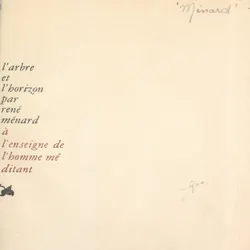 'Ménard'
l'arbre
et
l'horizon
par
rené
ménard
à
l'enseigne de
l'homme mé
ditant